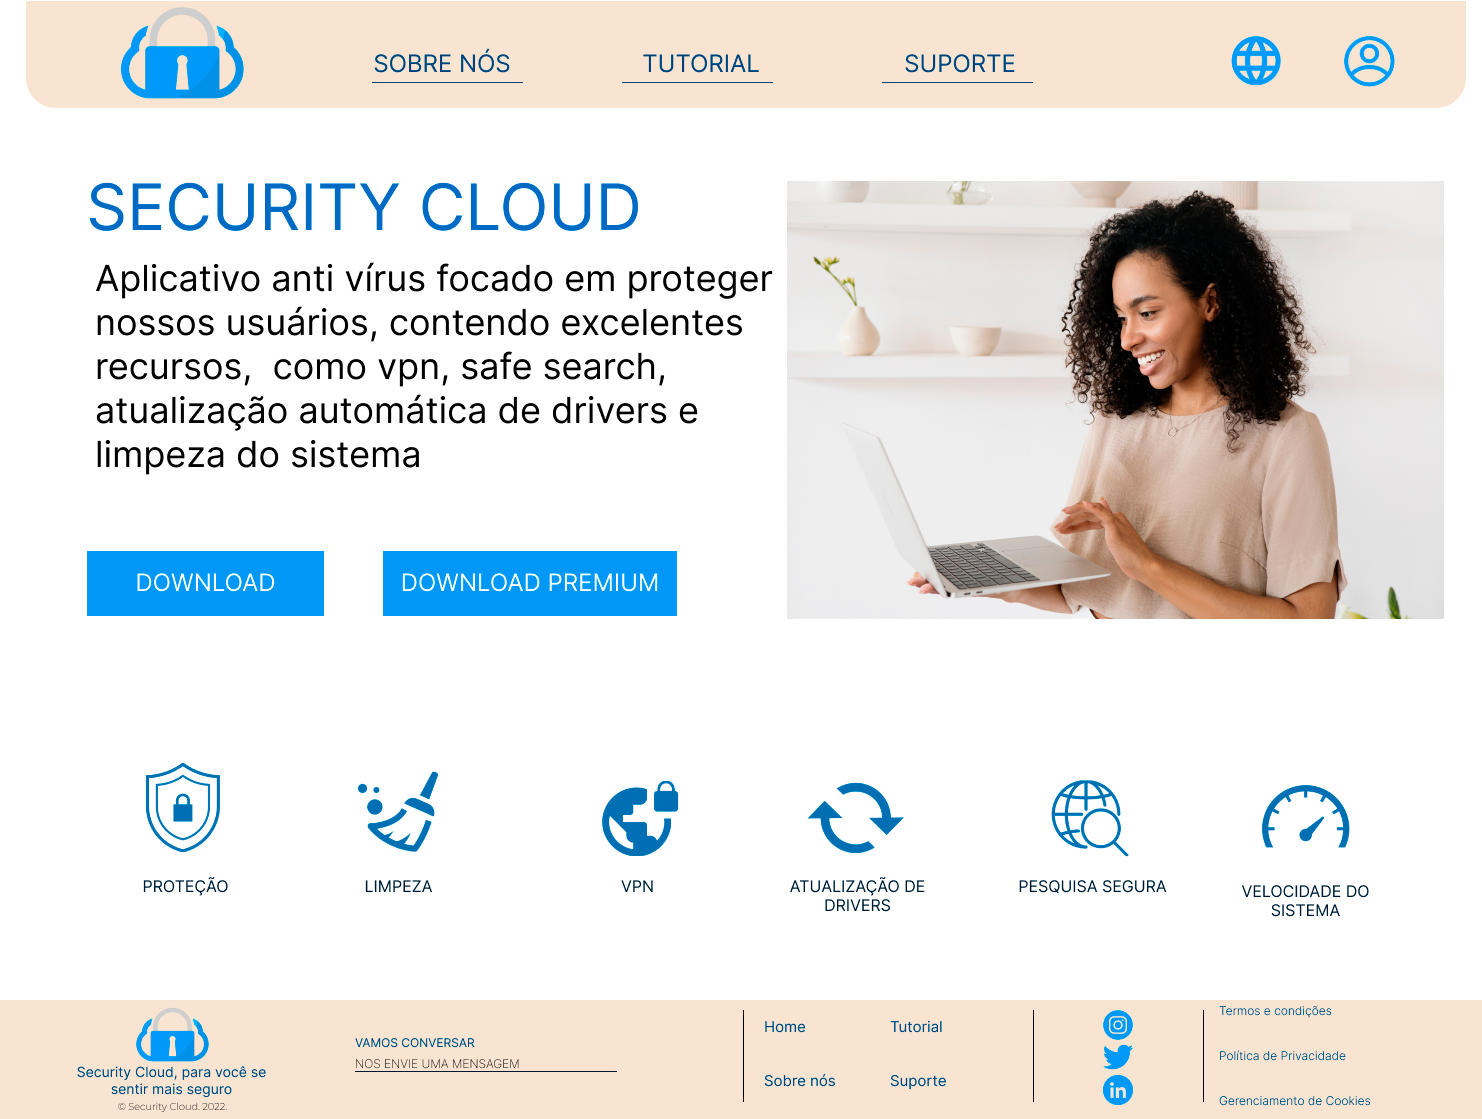 SOBRE NÓS
TUTORIAL
SUPORTE
SECURITY CLOUD
Aplicativo anti vírus focado em proteger
nossos usuários, contendo excelentes
recursos,  como vpn, safe search,
atualização automática de drivers e
limpeza do sistema
DOWNLOAD
DOWNLOAD PREMIUM
PROTEÇÃO
LIMPEZA
VPN
ATUALIZAÇÃO DE
DRIVERS
PESQUISA SEGURA
VELOCIDADE DO
SISTEMA
Security Cloud, para você se
sentir mais seguro
© Security Cloud. 2022.
VAMOS CONVERSAR
NOS ENVIE UMA MENSAGEM
Home
Tutorial
Sobre nós
Suporte
in
Termos e condições
Política de Privacidade
Gerenciamento de Cookies